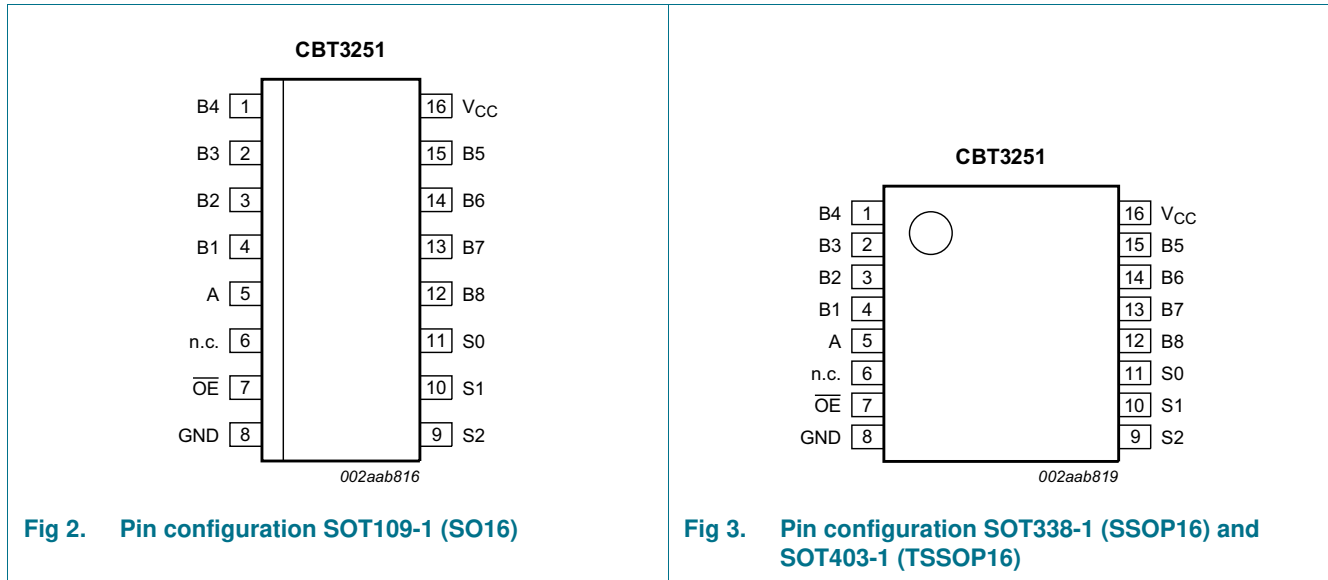 CBT3251
B4 1 16 VCC
B3 2 15 B5
B2 3 14 B6
B1 4 13 B7
A 5 12 B8
n.c. 6 11 S0
OE 7 10 S1
GND 8 9 S2
002aab816
Fig 2. Pin configuration SOT109-1 (SO16)
CBT3251
B4 1 16 VCC
B3 2 15 B5
B2 3 14 B6
B1 4 13 B7
A 5 12 B8
n.c. 6 11 S0
OE 7 10 S1
GND 8 9 S2
002aab819
Fig 3. Pin configuration SOT338-1 (SSOP16) and
SOT403-1 (TSSOP16)